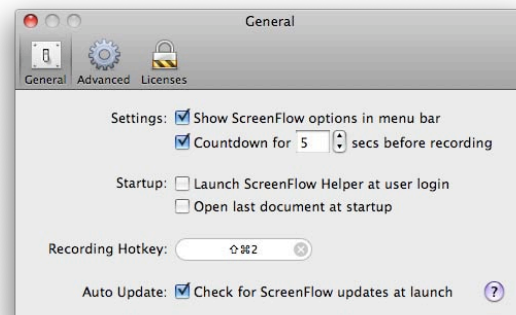 General
General Advanced Licenses
Settings: Show ScreenFlow options in menu bar
Countdown for 5 secs before recording
Startup: Launch ScreenFlow Helper at user login
Open last document at startup
Recording Hotkey: ⇧⌘2
Auto Update: Check for ScreenFlow updates at launch ?